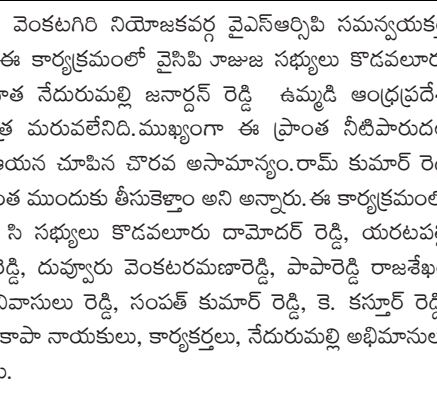 వెంకటగిరి నియోజకవర్గ వైఎస్ఆర్సిపి సమన్వయక
ఈ కార్యక్రమంలో వైసిపి సభ్యులు కొడవలూరు
నేదురుమల్లి జనార్దన్ రెడ్డి ఉమ్మడి ఆంధ్రప్రదే
మరువలేనిది.ముఖ్యంగా ఈ ప్రాంత నీటిపారుద
ఆయన చూపిన చొరవ అసామాన్యం.రామ్ కుమార్ రె
ముందుకు తీసుకెళ్తాం అని అన్నారు.ఈ కార్యక్రమంల
సి సభ్యులు కొడవలూరు దామోదర్ రెడ్డి, యరటపల్
రెడ్డి, దువ్వూరు వెంకటరమణారెడ్డి, పాపారెడ్డి రాజశేఖ
నివాసులు రెడ్డి, సంపత్ కుమార్ రెడ్డి, కె. కస్తూర్ రెడ్డి
కాపా నాయకులు, కార్యకర్తలు, నేదురుమల్లి అభిమానుల